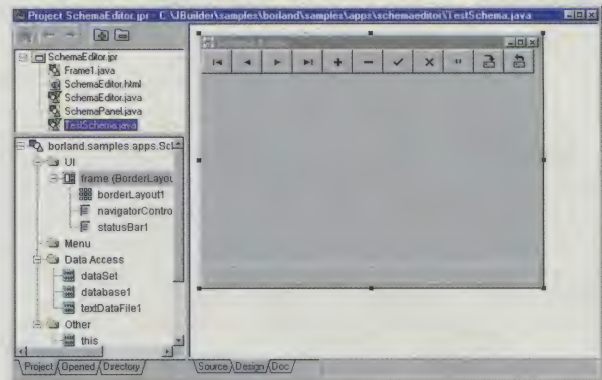 Project SchemaEditor.jpr - C:\JBuilder\samples\borland\samples\apps\schemaeditor\TestSchema.java
SchemaEditor.jpr
Frame1.java
SchemaEditor.html
SchemaEditor.java
SchemaPanel.java
TestSchema.java
borland.samples.apps.Sc
UI
frame (BorderLayou
borderLayout1
navigatorContro
statusBar1
Menu
Data Access
dataSet
database1
textDataFile1
Other
this
Project Opened Directory
Source Design Doc